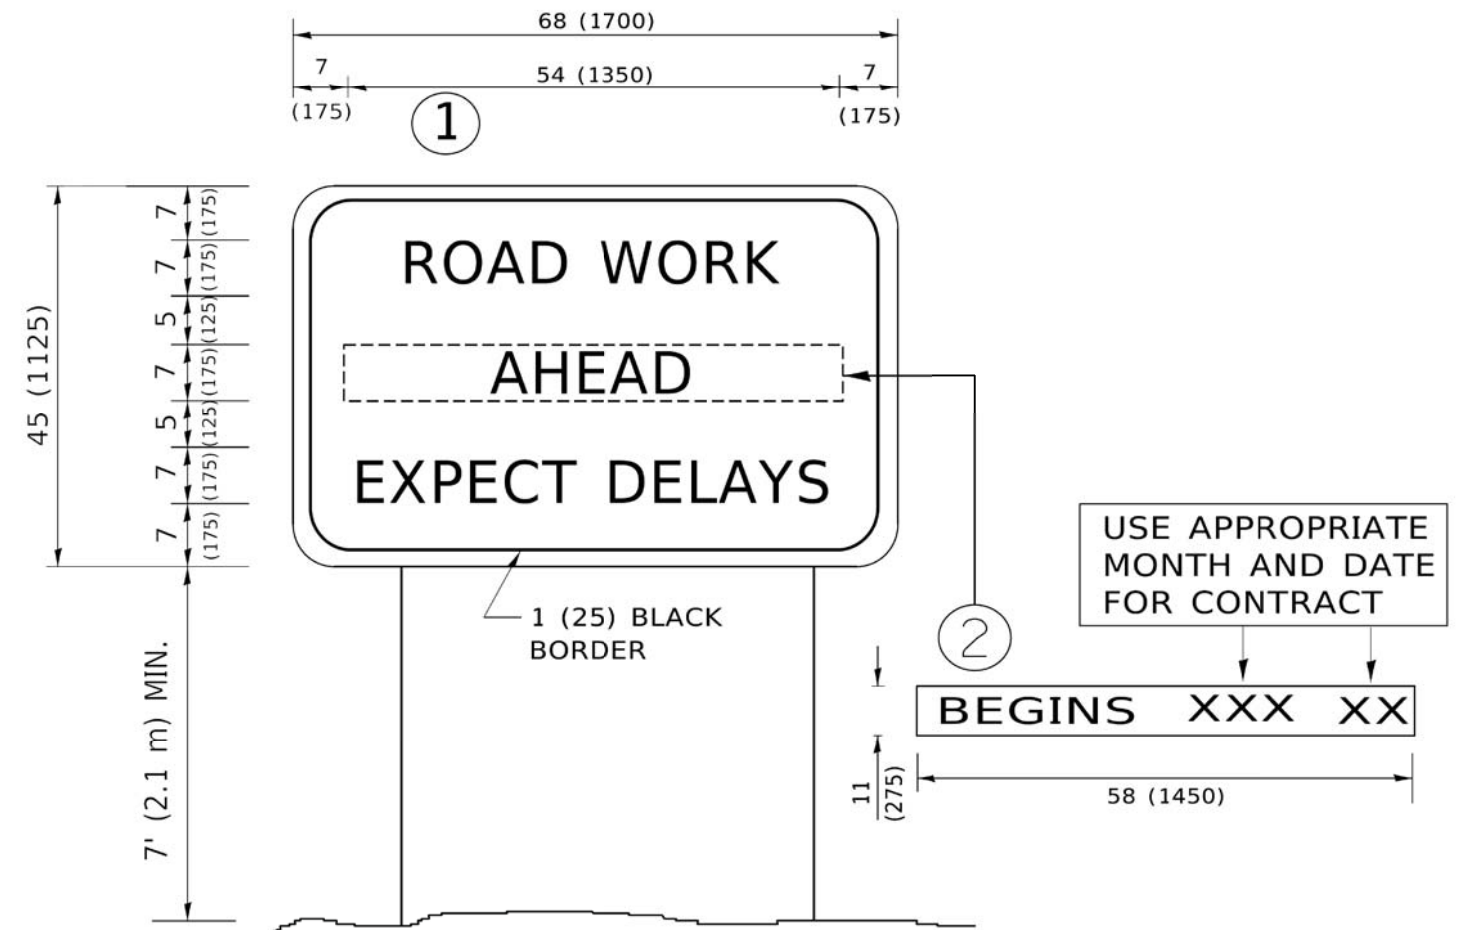 68 (1700)
7
54 (1350)
7
(175)
(175)
1
45 (1125)
7
(175)
7
(175)
5
(125)
7
(175)
5
(125)
7
(175)
7
(175)
ROAD WORK
AHEAD
EXPECT DELAYS
1 (25) BLACK
BORDER
7' (2.1 m) MIN.
2
USE APPROPRIATE
MONTH AND DATE
FOR CONTRACT
BEGINS XXX XX
11
(275)
58 (1450)